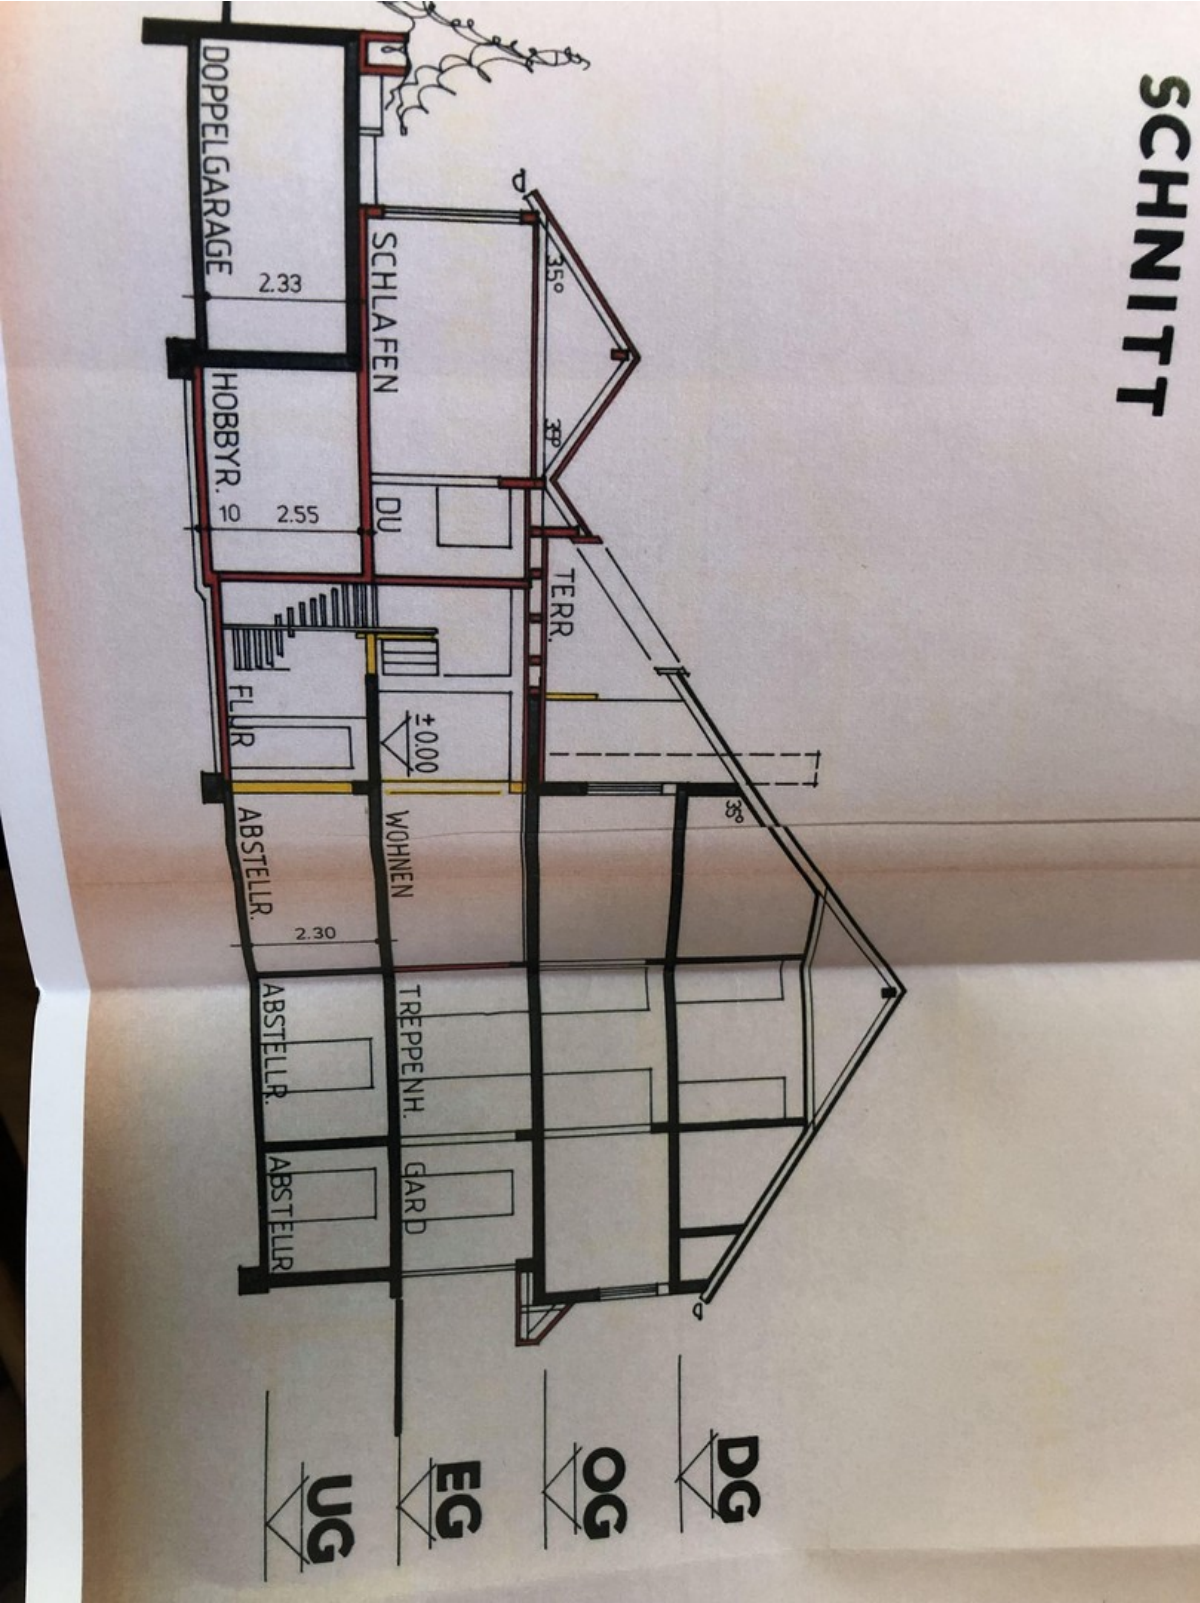 SCHNITT
DG
35°
OG
35°
TERR.
EG
±0.00
SCHLAFEN
DU
WOHNEN
TREPPENH.
GARD
UG
2.33
2.55
2.30
10
DOPPELGARAGE
HOBBYR.
FLUR
ABSTELLR.
ABSTELLR.
ABSTELLR